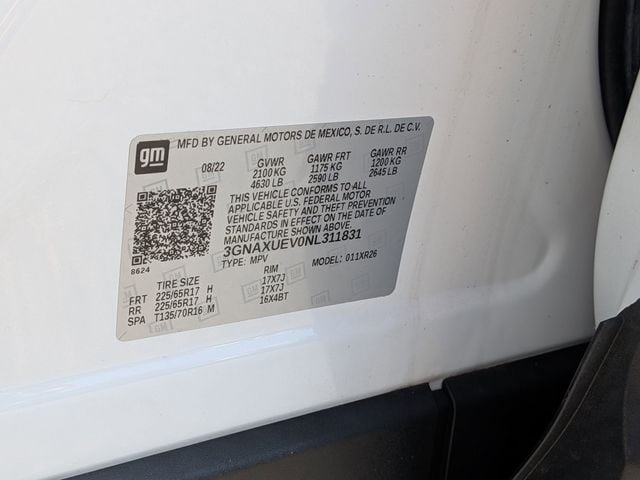 MFD BY GENERAL MOTORS DE MEXICO, S. DE R.L. DE C.V.
gm
08/22 GVWR GAWR FRT GAWR RR
2100 KG 1175 KG 1200 KG
4630 LB 2590 LB 2645 LB
THIS VEHICLE CONFORMS TO ALL
APPLICABLE U.S. FEDERAL MOTOR
VEHICLE SAFETY AND THEFT PREVENTION
STANDARDS IN EFFECT ON THE DATE OF
MANUFACTURE SHOWN ABOVE.
3GNAXUEV0NL311831
8624
TYPE: MPV MODEL: 011XR26
TIRE SIZE RIM
FRT 225/65R17 H 17X7J
RR 225/65R17 H 17X7J
SPA T135/70R16 M 16X4BT